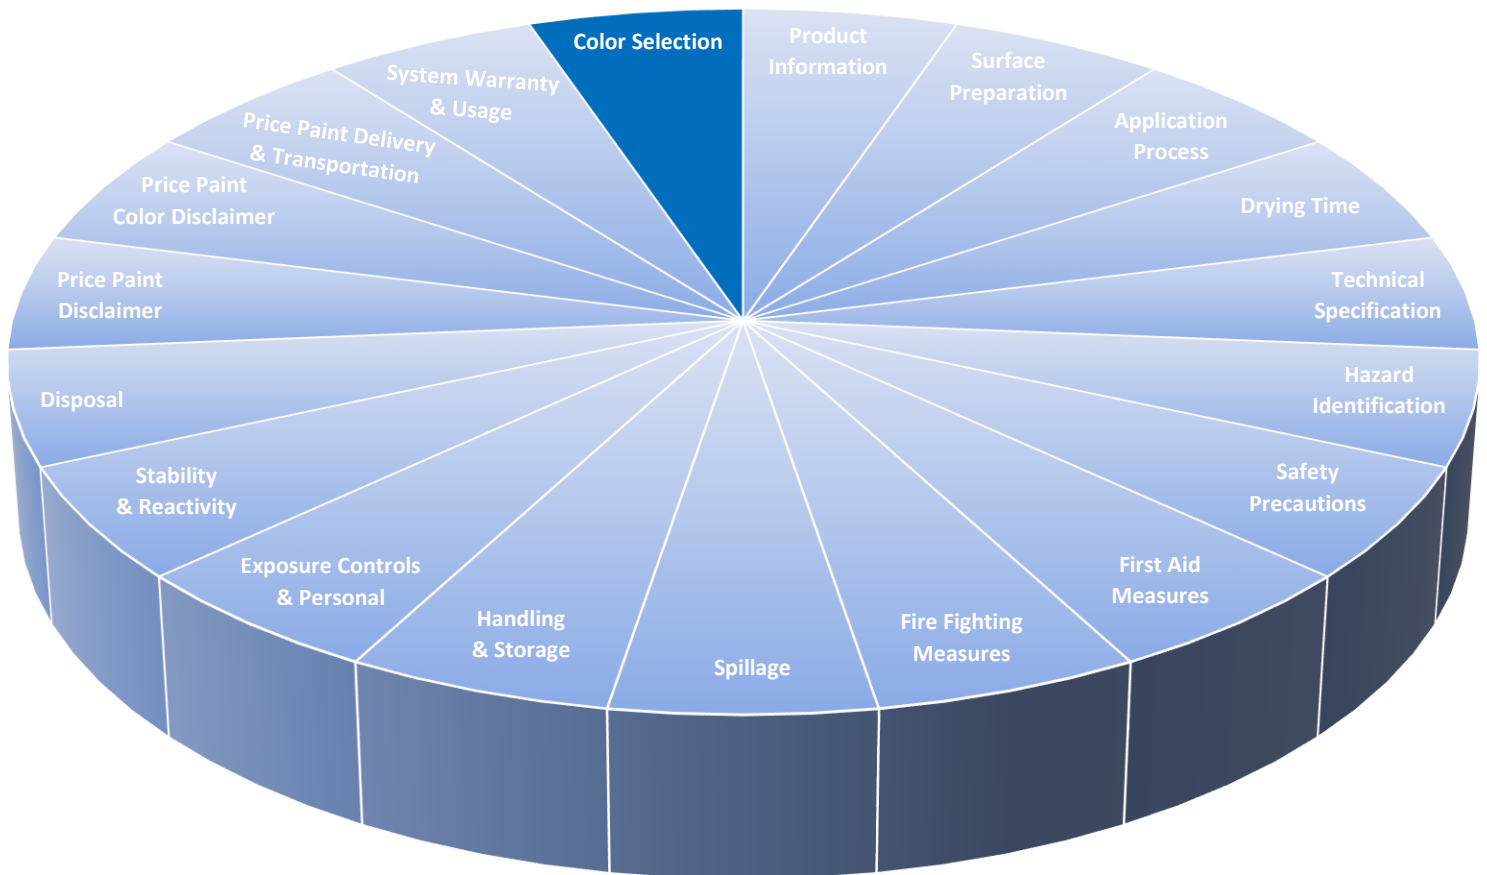 Color Selection
Product
Information
Surface
Preparation
Application
Process
Drying Time
Technical
Specification
Hazard
Identification
Safety
Precautions
First Aid
Measures
Fire Fighting
Measures
Spillage
Handling
& Storage
Exposure Controls
& Personal
Stability
& Reactivity
Disposal
Price Paint
Disclaimer
Price Paint
Color Disclaimer
Price Paint Delivery
& Transportation
System Warranty
& Usage